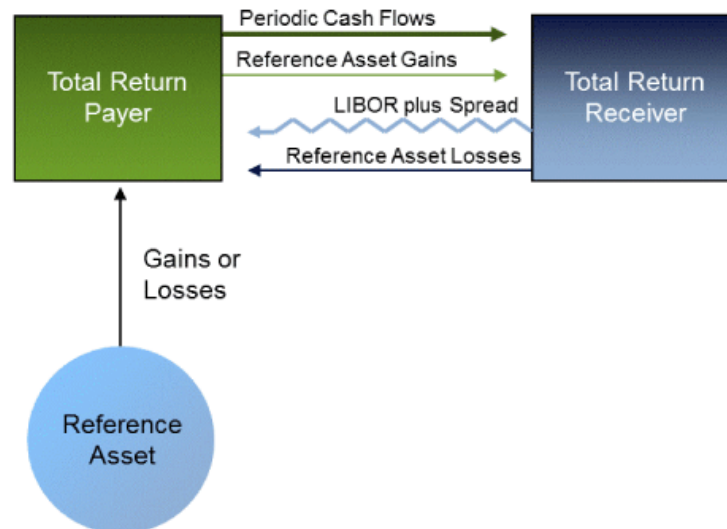 Periodic Cash Flows
Total Return
Payer
Reference Asset Gains
Total Return
Receiver
LIBOR plus Spread
Reference Asset Losses
Gains or
Losses
Reference
Asset